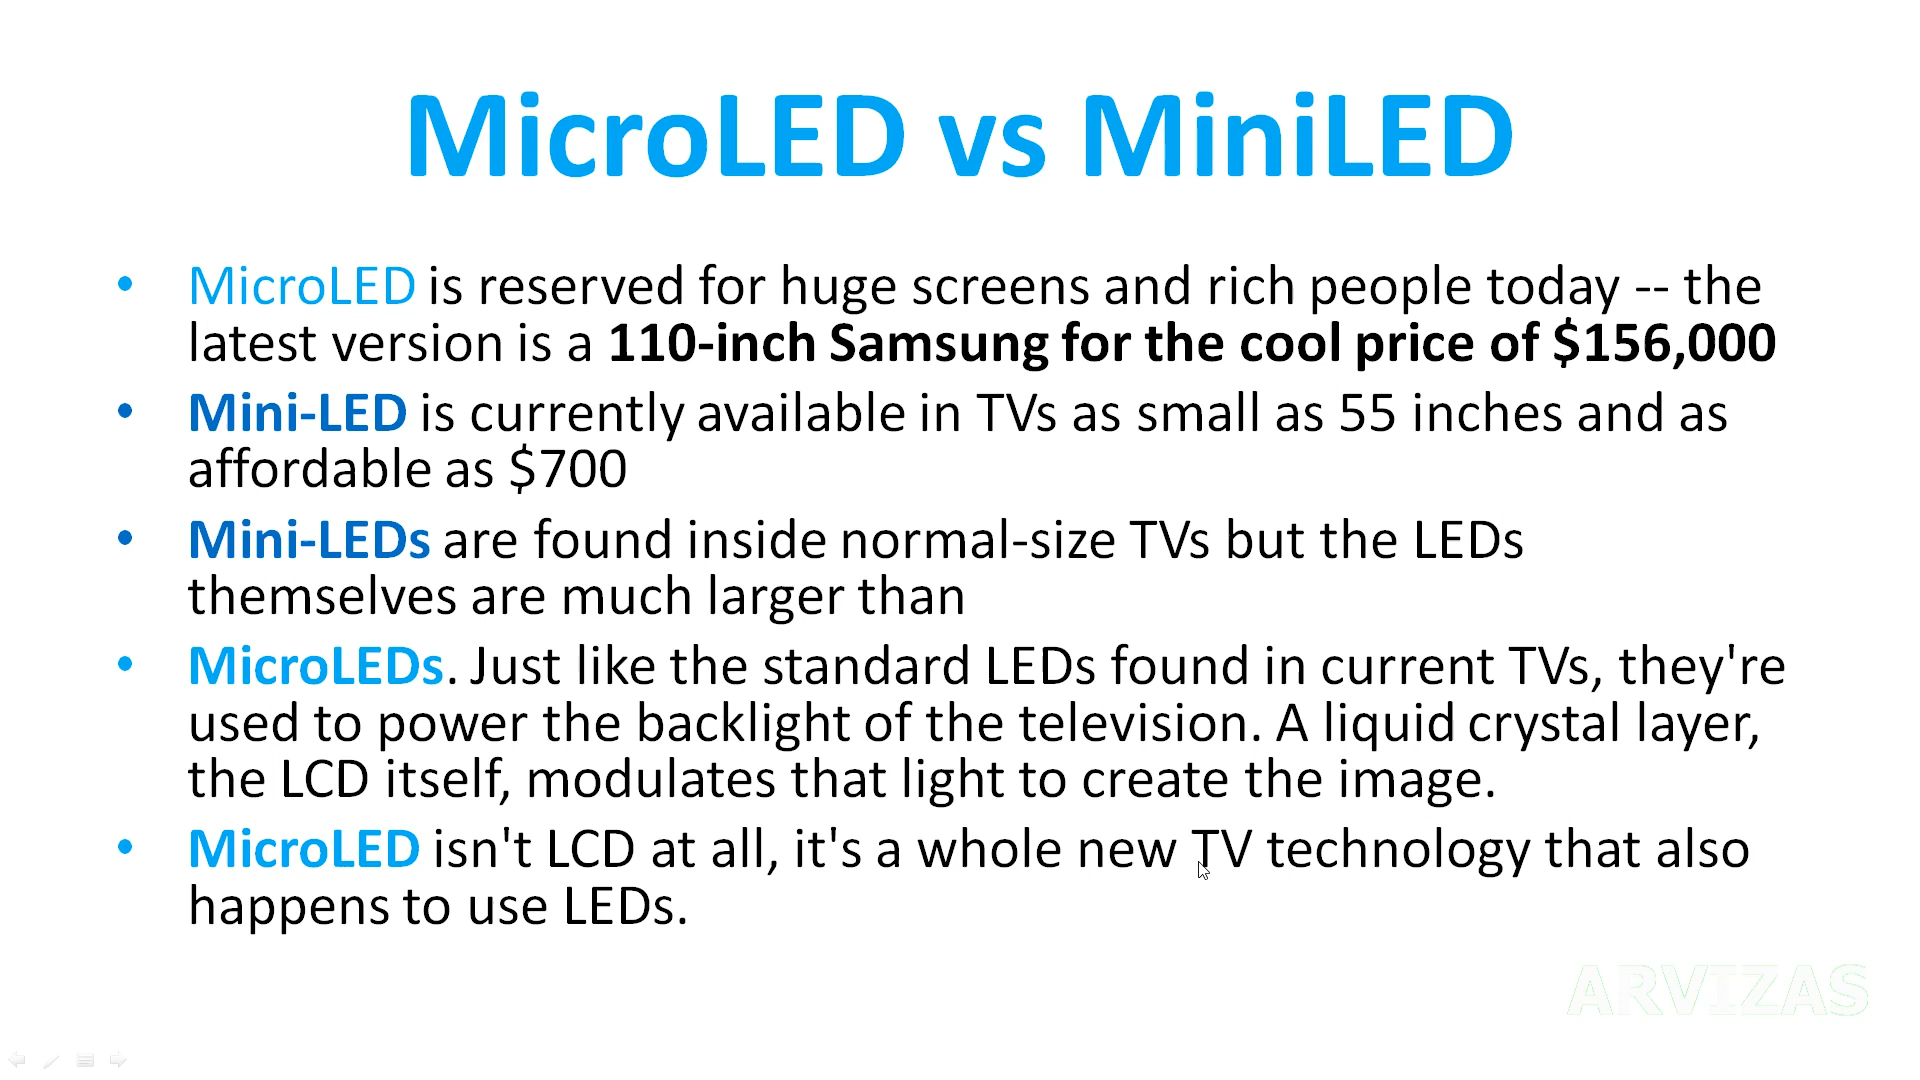 MicroLED vs MiniLED
• MicroLED is reserved for huge screens and rich people today -- the
latest version is a 110-inch Samsung for the cool price of $156,000
• Mini-LED is currently available in TVs as small as 55 inches and as
affordable as $700
• Mini-LEDs are found inside normal-size TVs but the LEDs
themselves are much larger than
• MicroLEDs. Just like the standard LEDs found in current TVs, they're
used to power the backlight of the television. A liquid crystal layer,
the LCD itself, modulates that light to create the image.
• MicroLED isn't LCD at all, it's a whole new TV technology that also
happens to use LEDs.
ARVIZAS